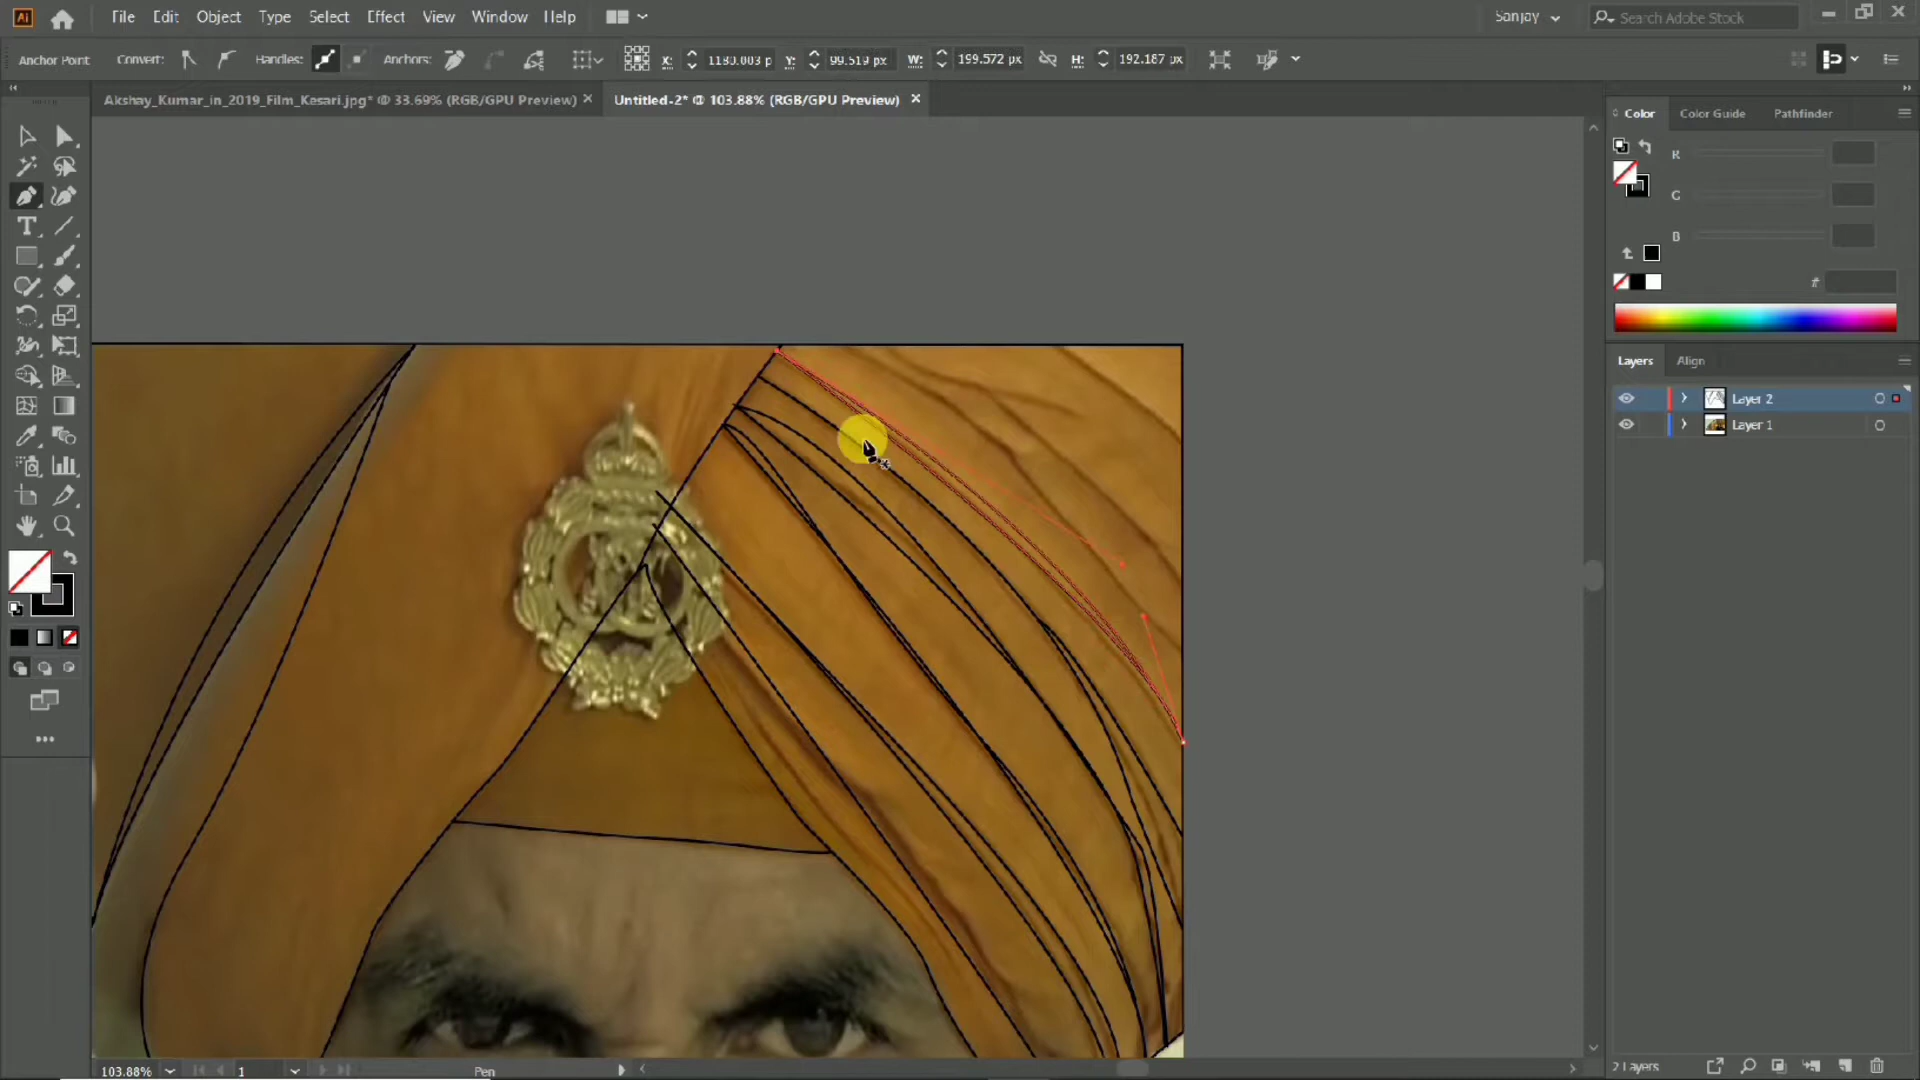 Ai File Edit Object Type Select Effect View Window Help Sanjay Search Adobe Stock
Anchor Point Convert: Handles: Anchors: X: 1180.003 p Y: 99.519 px W: 199.572 px H: 192.187 px
Akshay_Kumar_in_2019_Film_Kesari.jpg* @ 33.69% (RGB/GPU Preview) × Untitled-2* @ 103.88% (RGB/GPU Preview) ×
Color Color Guide Pathfinder
R
G
B
#
Layers Align
Layer 2
Layer 1
103.88% 1 Pen 2 Layers